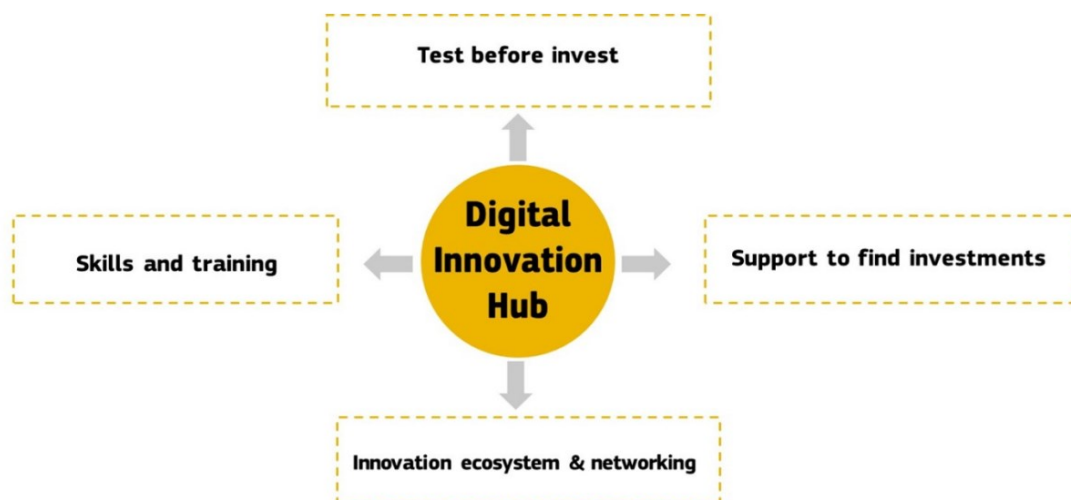 Test before invest
Digital
Innovation
Hub
Skills and training
Support to find investments
Innovation ecosystem & networking